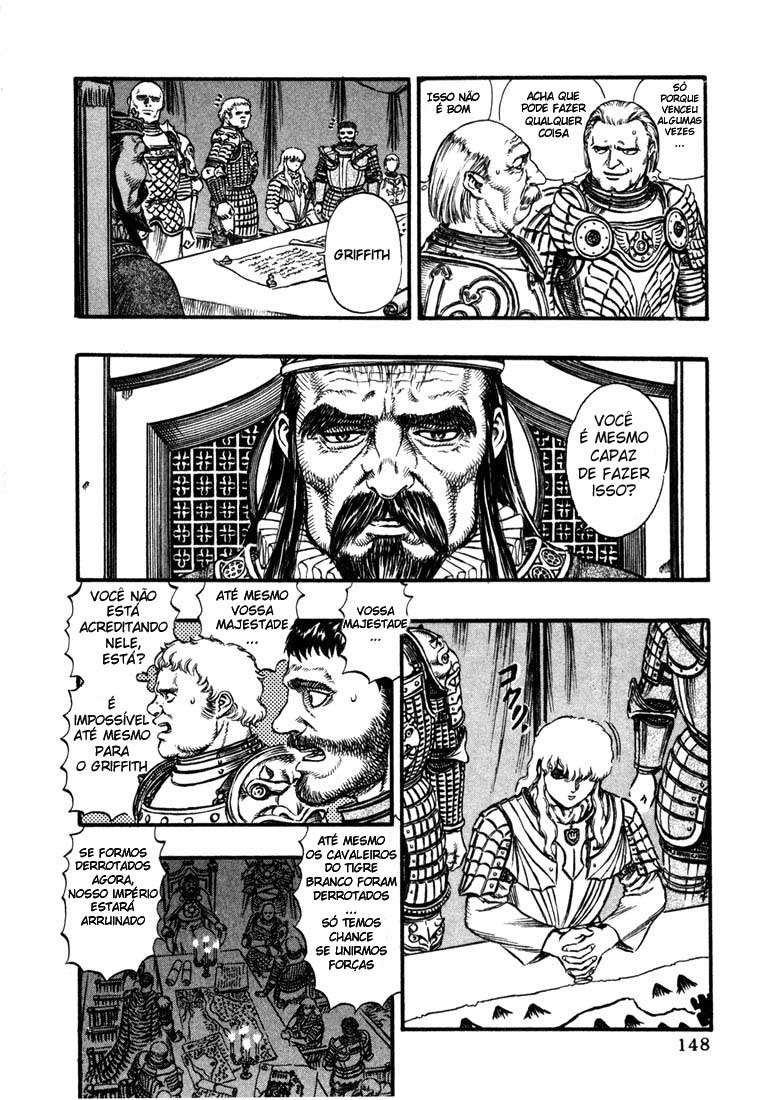 SÓ
PORQUE
VENCEU
ALGUMAS
VEZES
...
ACHA QUE
PODE FAZER
QUALQUER
COISA
ISSO NÃO
É BOM
GRIFFITH
VOCÊ
É MESMO
CAPAZ
DE FAZER
ISSO?
コクリ
VOSSA
MAJESTADE
...
ATÉ MESMO
VOSSA
MAJESTADE
...
VOCÊ NÃO
ESTÁ
ACREDITANDO
NELE,
ESTÁ?
É
IMPOSSÍVEL
ATÉ MESMO
PARA
O GRIFFITH
ATÉ MESMO
OS CAVALEIROS
DO TIGRE
BRANCO FORAM
DERROTADOS
...
SÓ TEMOS
CHANCE
SE UNIRMOS
FORÇAS
SE FORMOS
DERROTADOS
AGORA,
NOSSO IMPÉRIO
ESTARÁ
ARRUINADO
148